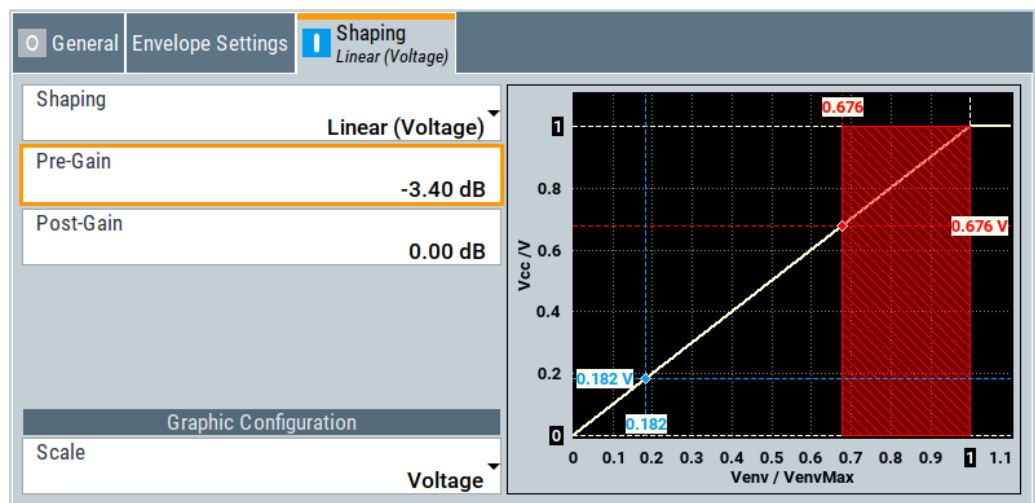 O General
Envelope Settings
Shaping
Linear (Voltage)
Shaping
Linear (Voltage)
Pre-Gain
-3.40 dB
Post-Gain
0.00 dB
Graphic Configuration
Scale
Voltage
0.676
1
0.8
0.676 V
0.6
Vcc /V
0.4
0.2
0.182 V
0.182
0
0 0.1 0.2 0.3 0.4 0.5 0.6 0.7 0.8 0.9 1 1.1
Venv / VenvMax